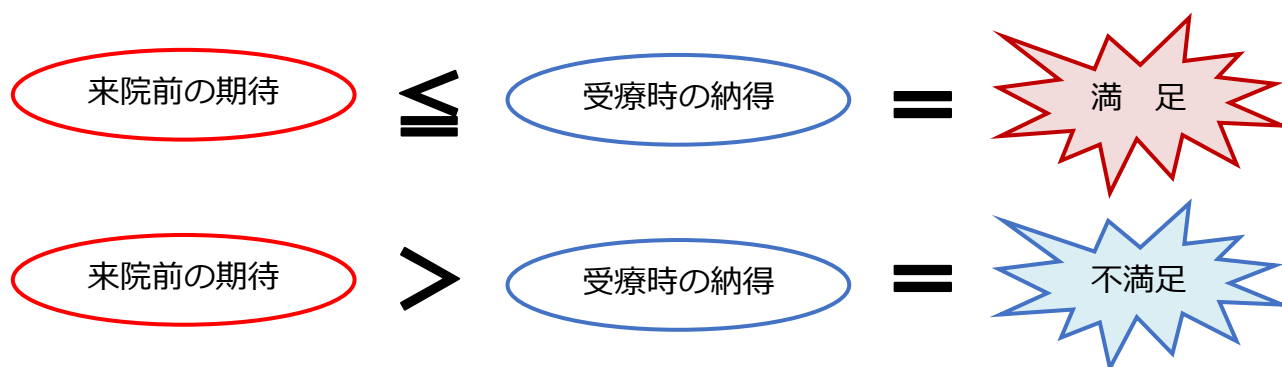 来院前の期待 ≦ 受療時の納得 = 満　足
来院前の期待 > 受療時の納得 = 不満足